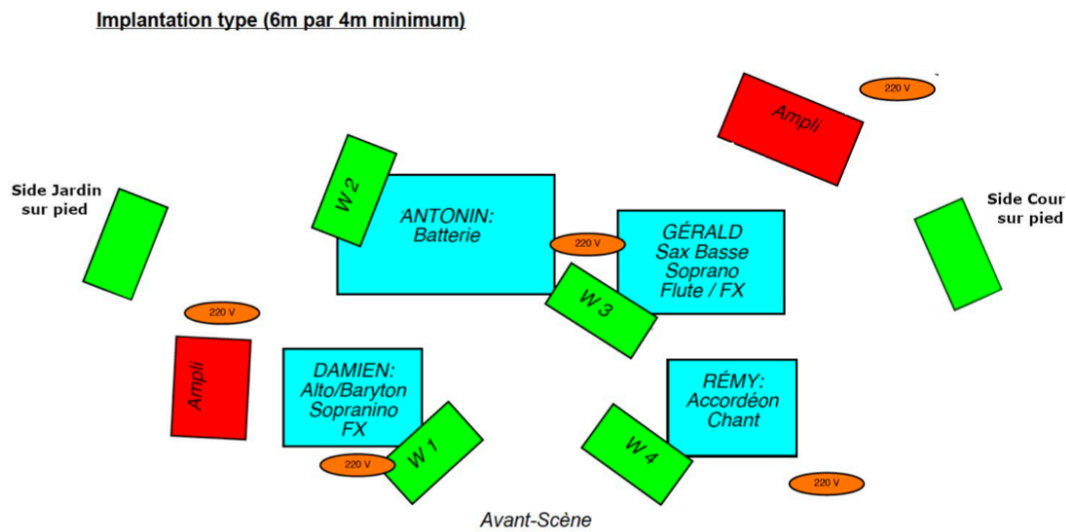 Implantation type (6m par 4m minimum)
220 V
Ampli
Side Jardin
sur pied
W 2
ANTONIN:
Batterie
220 V
GÉRALD
Sax Basse
Soprano
Flute / FX
Side Cour
sur pied
W 3
220 V
Ampli
DAMIEN:
Alto/Baryton
Sopranino
FX
RÉMY:
Accordéon
Chant
W 1
W 4
220 V
220 V
Avant-Scène